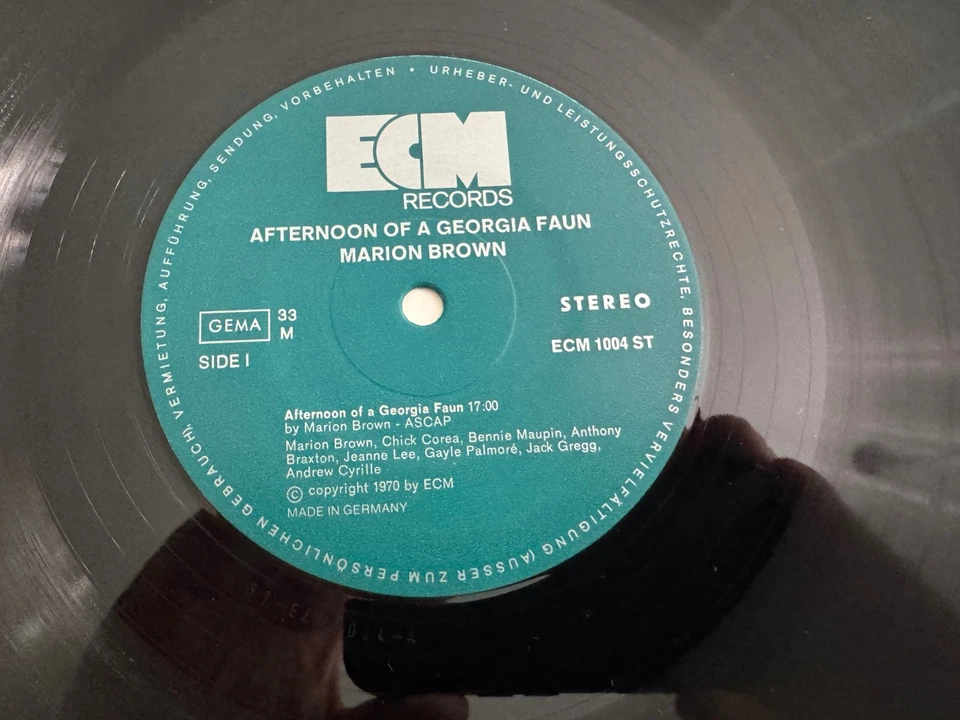 URHEBER- UND LEISTUNGSSCHUTZRECHTE, BESONDERS VERVIELFÄLTIGUNG (AUSSER ZUM PERSÖNLICHEN GEBRAUCH), VERMIETUNG, AUFFÜHRUNG, SENDUNG, VORBEHALTEN •
ECM
RECORDS
AFTERNOON OF A GEORGIA FAUN
MARION BROWN
STEREO
GEMA 33
M
ECM 1004 ST
SIDE I
Afternoon of a Georgia Faun 17:00
by Marion Brown - ASCAP
Marion Brown, Chick Corea, Bennie Maupin, Anthony
Braxton, Jeanne Lee, Gayle Palmoré, Jack Gregg,
Andrew Cyrille
© copyright 1970 by ECM
MADE IN GERMANY